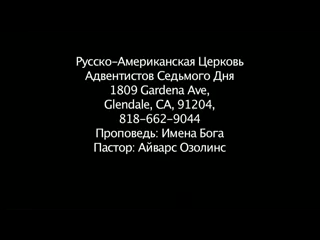 Русско-Американская Церковь
Адвентистов Седьмого Дня
1809 Gardena Ave,
Glendale, CA, 91204,
818-662-9044
Проповедь: Имена Бога
Пастор: Айварс Озолинс